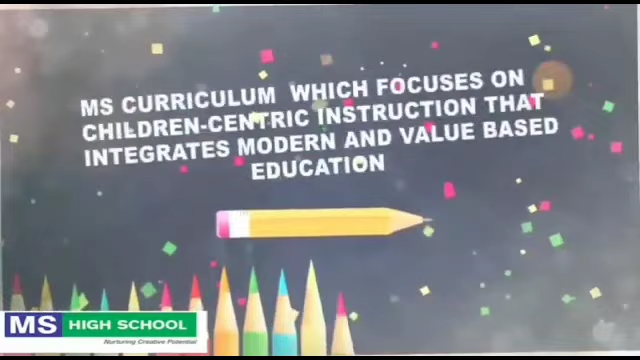 MS CURRICULUM WHICH FOCUSES ON
CHILDREN-CENTRIC INSTRUCTION THAT
INTEGRATES MODERN AND VALUE BASED
EDUCATION
MS HIGH SCHOOL
Nurturing Creative Potential